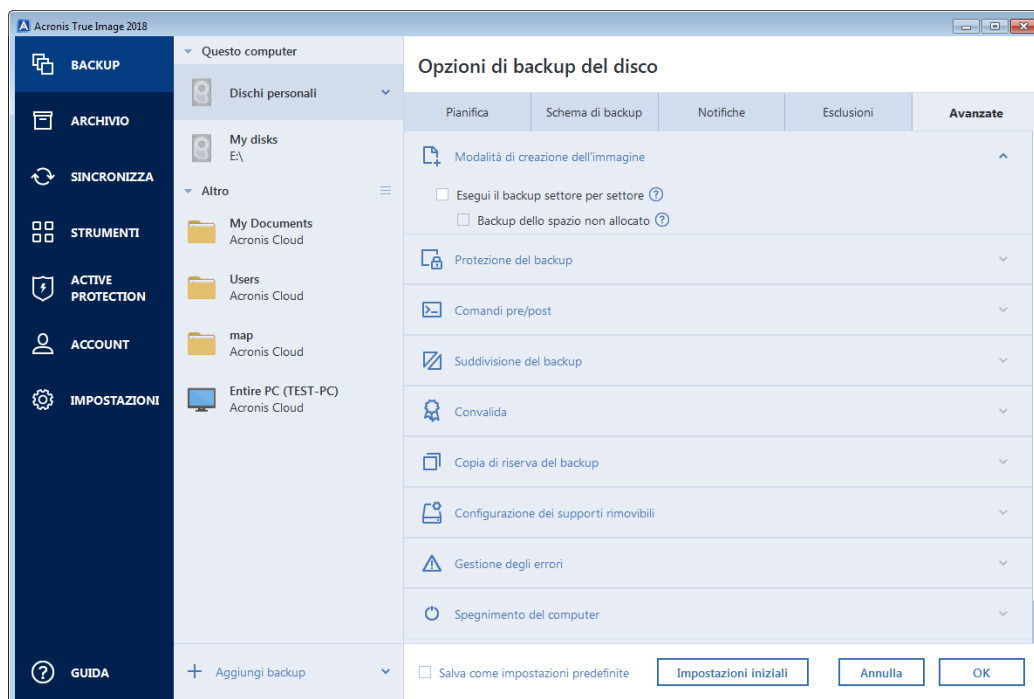 Acronis True Image 2018
BACKUP
ARCHIVIO
SINCRONIZZA
STRUMENTI
ACTIVE
PROTECTION
ACCOUNT
IMPOSTAZIONI
GUIDA
Questo computer
Dischi personali
My disks
E:\
Altro
My Documents
Acronis Cloud
Users
Acronis Cloud
map
Acronis Cloud
Entire PC (TEST-PC)
Acronis Cloud
Aggiungi backup
Opzioni di backup del disco
Pianifica
Schema di backup
Notifiche
Esclusioni
Avanzate
Modalità di creazione dell'immagine
Esegui il backup settore per settore ?
Backup dello spazio non allocato ?
Protezione del backup
Comandi pre/post
Suddivisione del backup
Convalida
Copia di riserva del backup
Configurazione dei supporti rimovibili
Gestione degli errori
Spegnimento del computer
Salva come impostazioni predefinite
Impostazioni iniziali
Annulla
OK